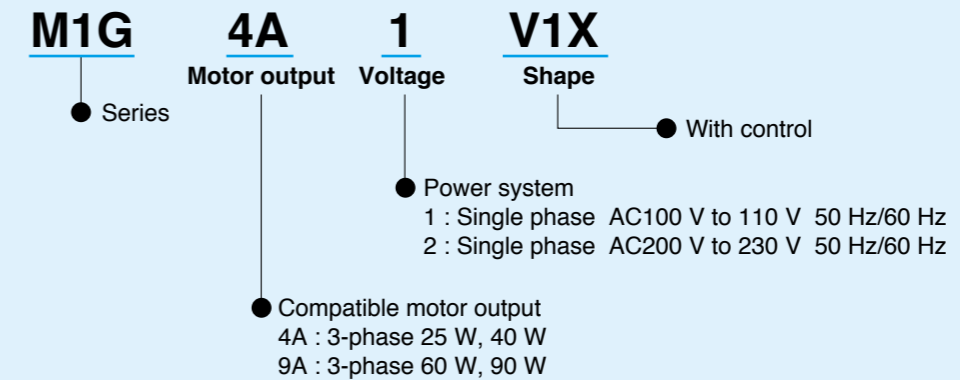 M1G 4A 1 V1X
Motor output Voltage Shape
Series
With control
Power system
1 : Single phase AC100 V to 110 V 50 Hz/60 Hz
2 : Single phase AC200 V to 230 V 50 Hz/60 Hz
Compatible motor output
4A : 3-phase 25 W, 40 W
9A : 3-phase 60 W, 90 W